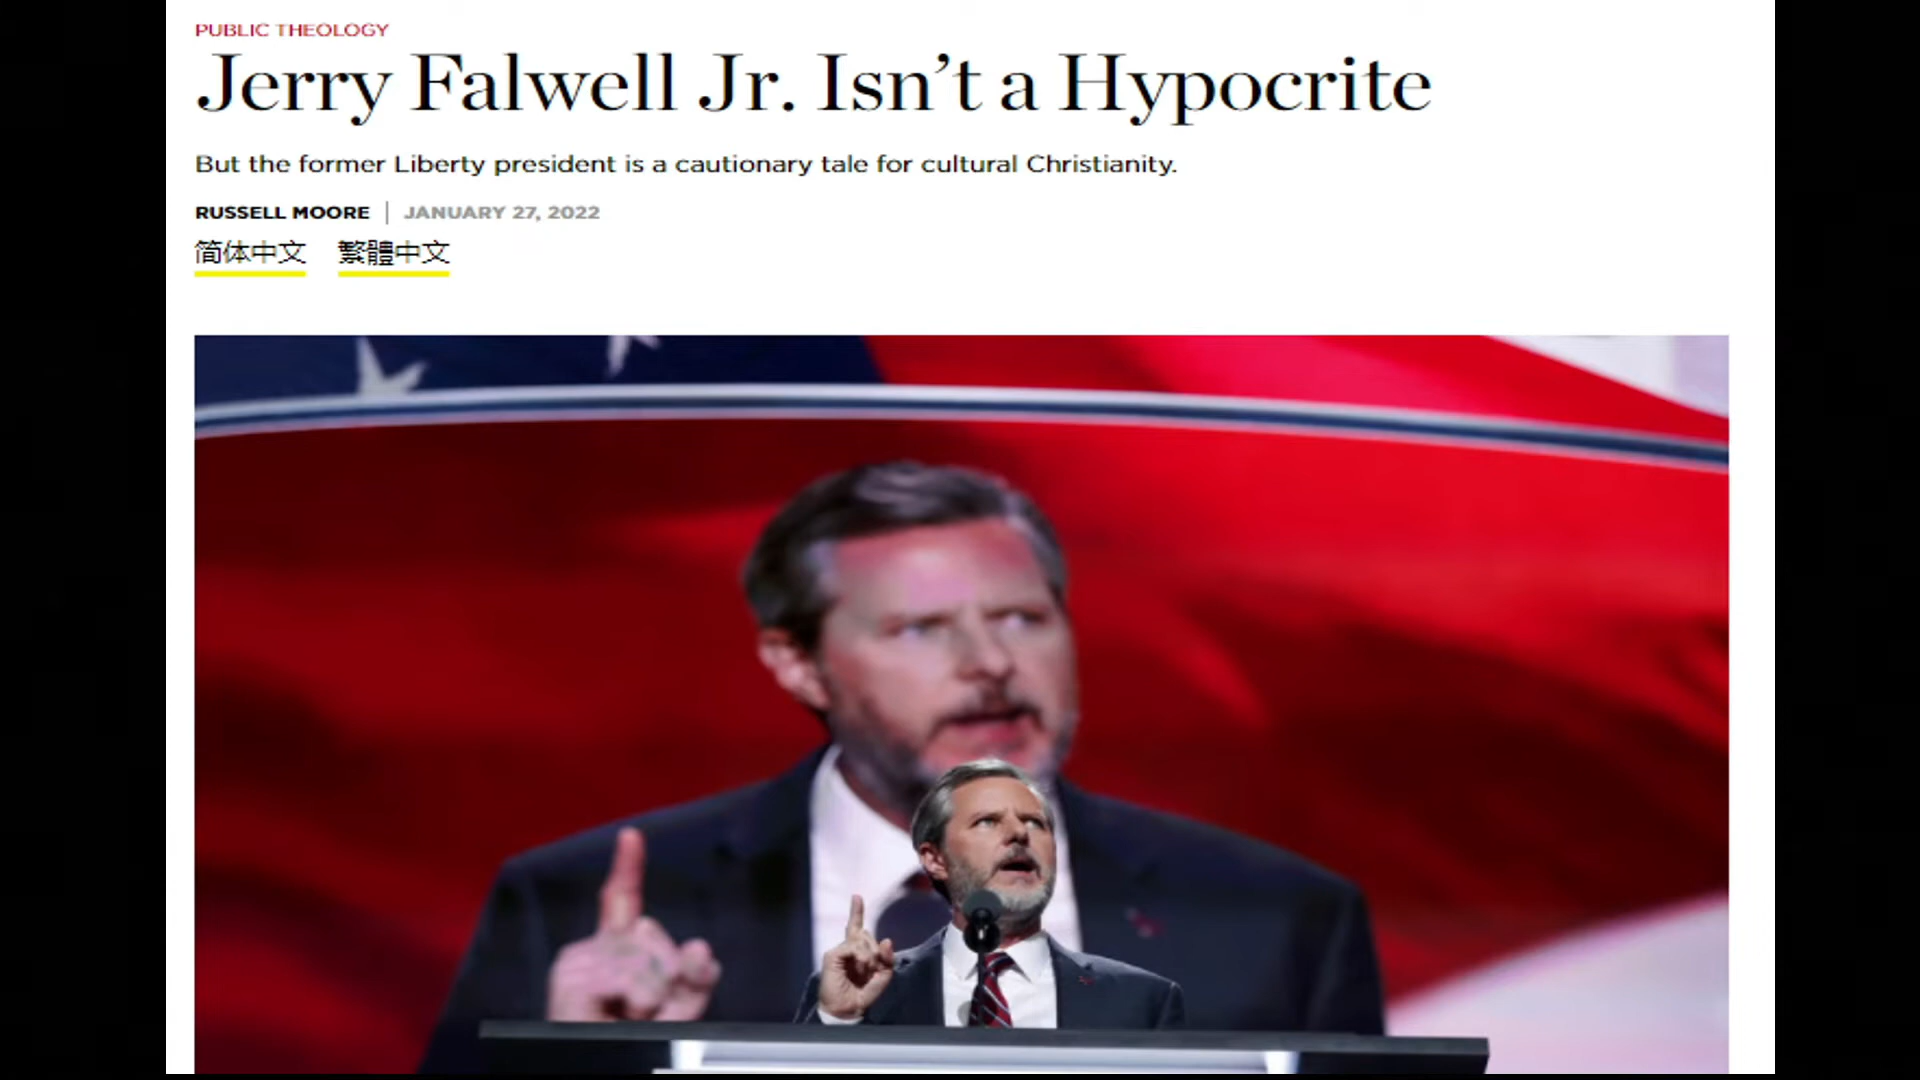 PUBLIC THEOLOGY
Jerry Falwell Jr. Isn’t a Hypocrite
But the former Liberty president is a cautionary tale for cultural Christianity.
RUSSELL MOORE | JANUARY 27, 2022
简体中文 繁體中文